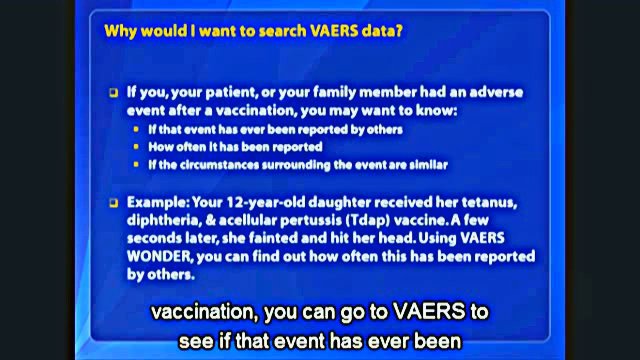 Why would I want to search VAERS data?
If you, your patient, or your family member had an adverse
event after a vaccination, you may want to know:
If that event has ever been reported by others
How often it has been reported
If the circumstances surrounding the event are similar
Example: Your 12-year-old daughter received her tetanus,
diphtheria, & acellular pertussis (Tdap) vaccine. A few
seconds later, she fainted and hit her head. Using VAERS
WONDER, you can find out how often this has been reported
by others.
vaccination, you can go to VAERS to
see if that event has ever been